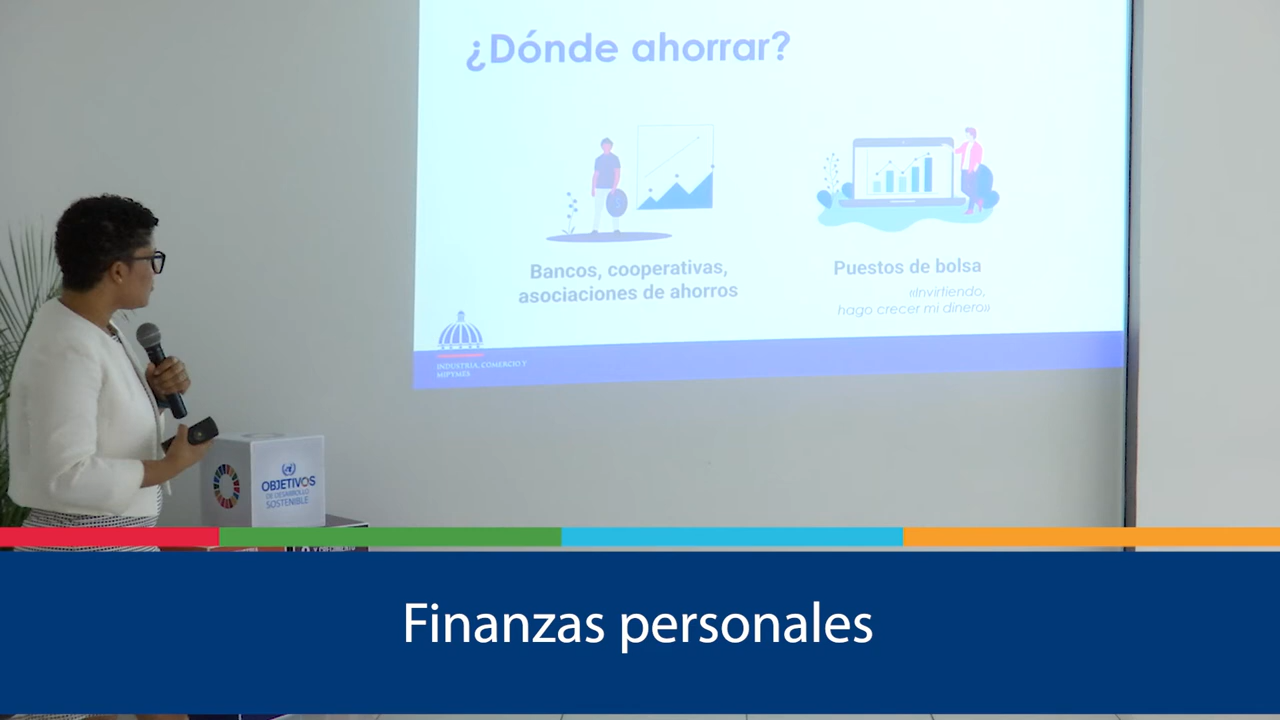 ¿Dónde ahorrar?
Bancos, cooperativas,
asociaciones de ahorros
Puestos de bolsa
«Invirtiendo,
hago crecer mi dinero»
INDUSTRIA, COMERCIO Y
MIPYMES
OBJETIVOS
DE DESARROLLO
SOSTENIBLE
Finanzas personales